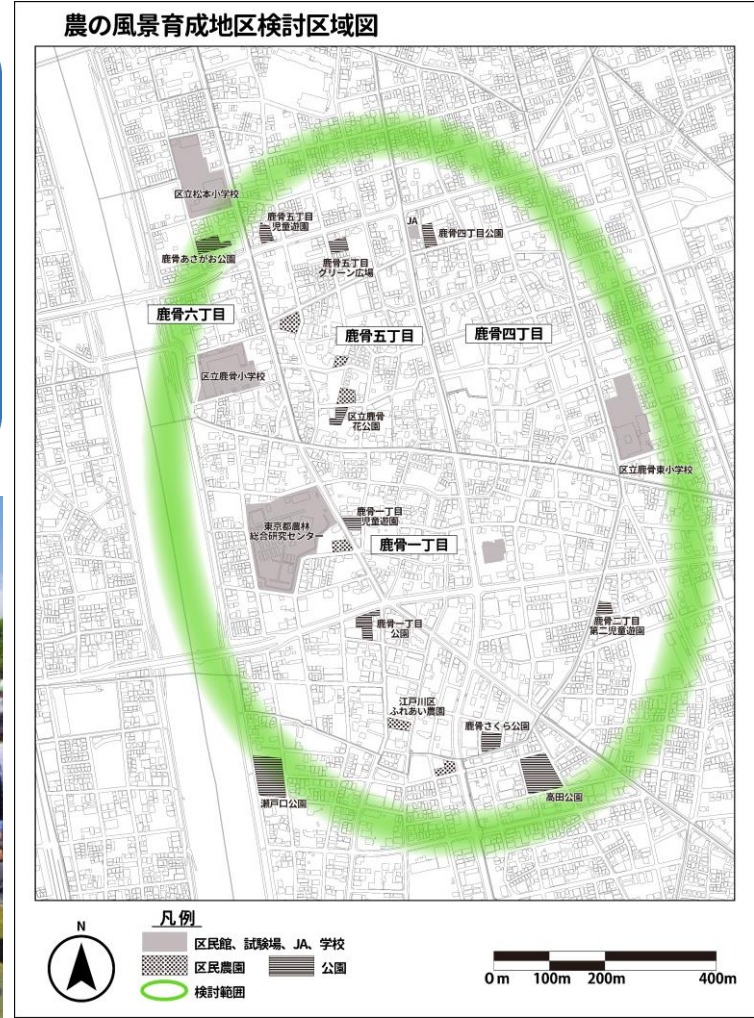 農の風景育成地区検討区域図
区立松本小学校
鹿骨五丁目
児童遊園
JA
鹿骨四丁目公園
鹿骨あさがお公園
鹿骨五丁目
グリーン広場
鹿骨六丁目
鹿骨五丁目
鹿骨四丁目
区立鹿骨小学校
区立鹿骨
花公園
区立鹿骨東小学校
鹿骨一丁目
児童遊園
東京都農林
総合研究センター
鹿骨一丁目
鹿骨一丁目
公園
鹿骨二丁目
第二児童遊園
江戸川区
ふれあい農園
鹿骨さくら公園
瀬戸口公園
高田公園
N
凡例
区民館、試験場、JA、学校
区民農園
公園
検討範囲
0m 100m 200m 400m